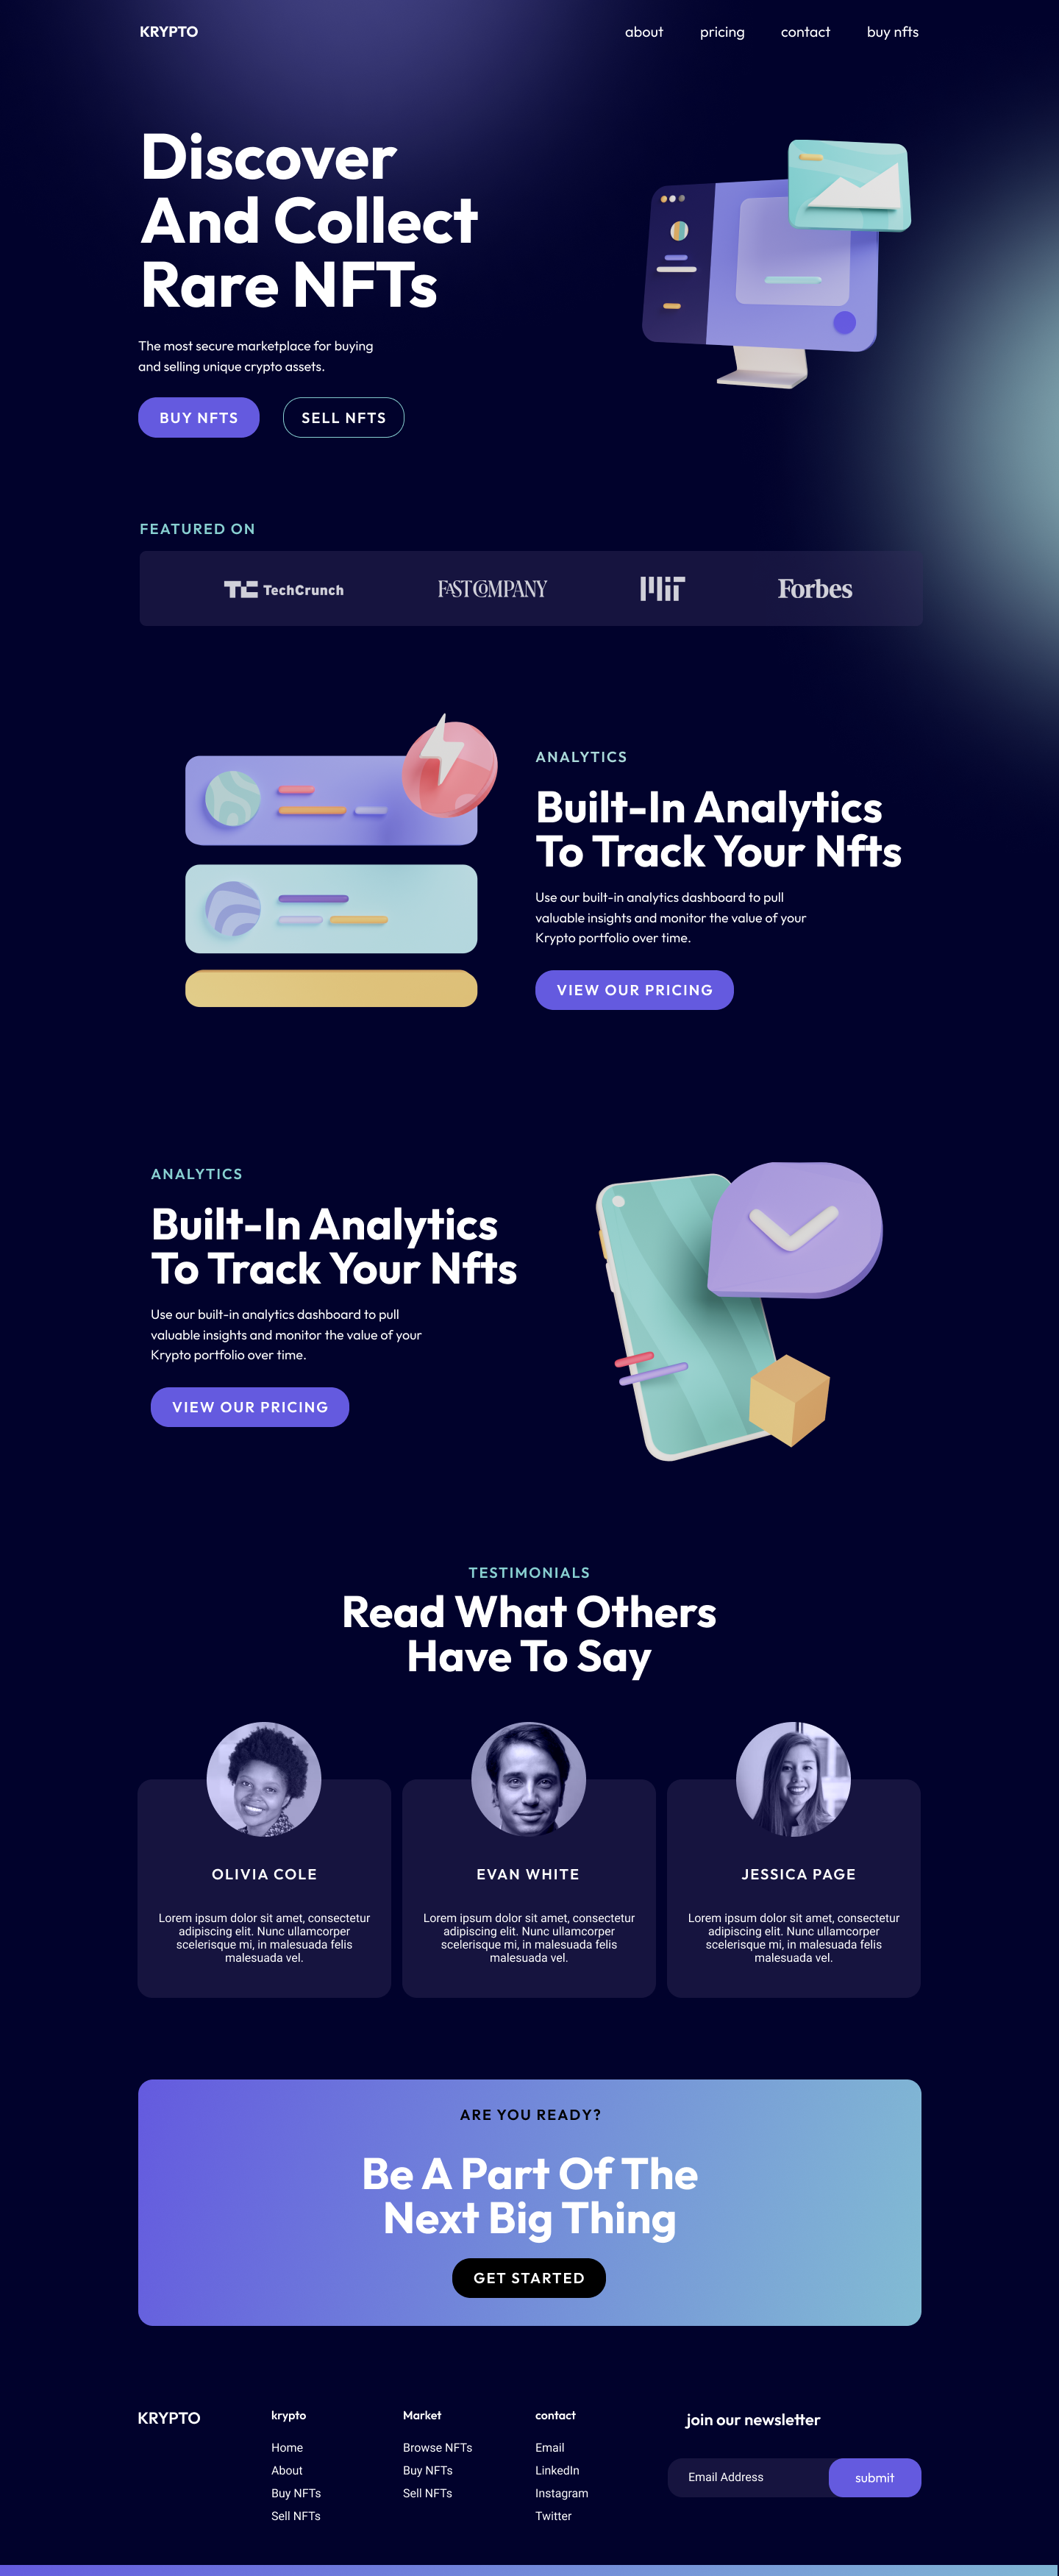 KRYPTO
about
pricing
contact
buy nfts
Discover
And Collect
Rare NFTs
The most secure marketplace for buying
and selling unique crypto assets.
BUY NFTS
SELL NFTS
FEATURED ON
TC TechCrunch
FAST COMPANY
MIT
Forbes
ANALYTICS
Built-In Analytics
To Track Your Nfts
Use our built-in analytics dashboard to pull
valuable insights and monitor the value of your
Krypto portfolio over time.
VIEW OUR PRICING
ANALYTICS
Built-In Analytics
To Track Your Nfts
Use our built-in analytics dashboard to pull
valuable insights and monitor the value of your
Krypto portfolio over time.
VIEW OUR PRICING
TESTIMONIALS
Read What Others
Have To Say
OLIVIA COLE
Lorem ipsum dolor sit amet, consectetur
adipiscing elit. Nunc ullamcorper
scelerisque mi, in malesuada felis
malesuada vel.
EVAN WHITE
Lorem ipsum dolor sit amet, consectetur
adipiscing elit. Nunc ullamcorper
scelerisque mi, in malesuada felis
malesuada vel.
JESSICA PAGE
Lorem ipsum dolor sit amet, consectetur
adipiscing elit. Nunc ullamcorper
scelerisque mi, in malesuada felis
malesuada vel.
ARE YOU READY?
Be A Part Of The
Next Big Thing
GET STARTED
KRYPTO
krypto
Home
About
Buy NFTs
Sell NFTs
Market
Browse NFTs
Buy NFTs
Sell NFTs
contact
Email
LinkedIn
Instagram
Twitter
join our newsletter
Email Address
submit